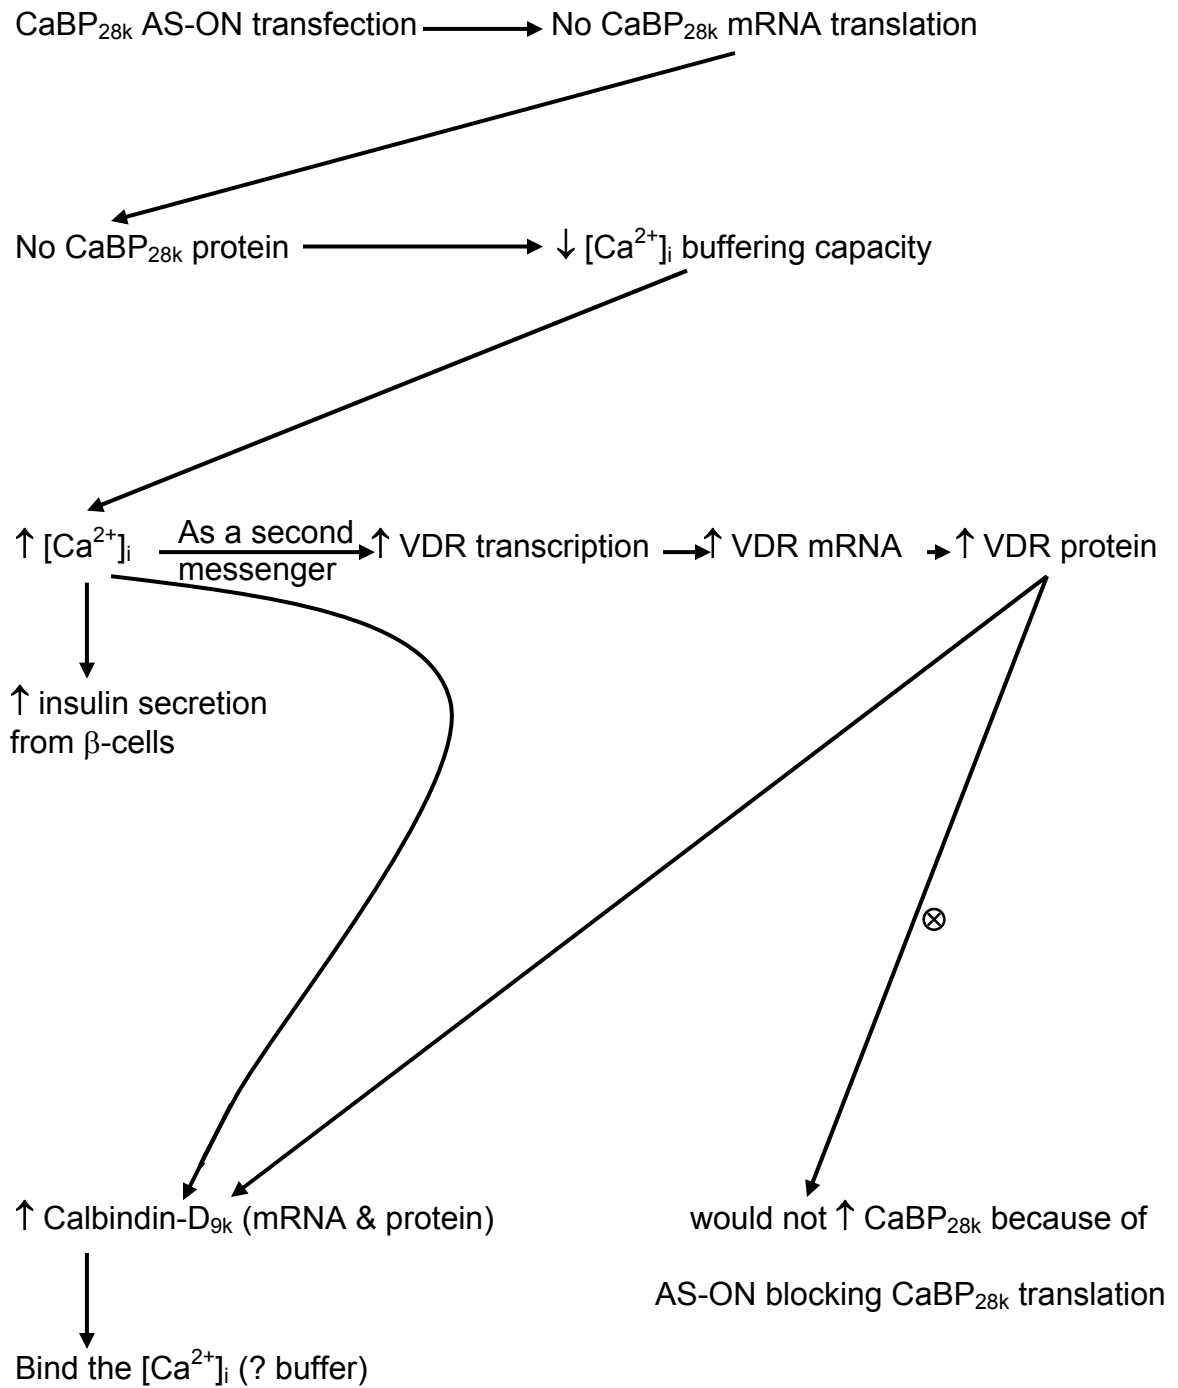 CaBP₂₈ₖ AS-ON transfection → No CaBP₂₈ₖ mRNA translation
No CaBP₂₈ₖ protein → ↓ [Ca²⁺]ᵢ buffering capacity
↑ [Ca²⁺]ᵢ As a second messenger → ↑ VDR transcription → ↑ VDR mRNA → ↑ VDR protein
↑ insulin secretion
from β-cells
⊗
↑ Calbindin-D₉ₖ (mRNA & protein)
would not ↑ CaBP₂₈ₖ because of
AS-ON blocking CaBP₂₈ₖ translation
Bind the [Ca²⁺]ᵢ (? buffer)